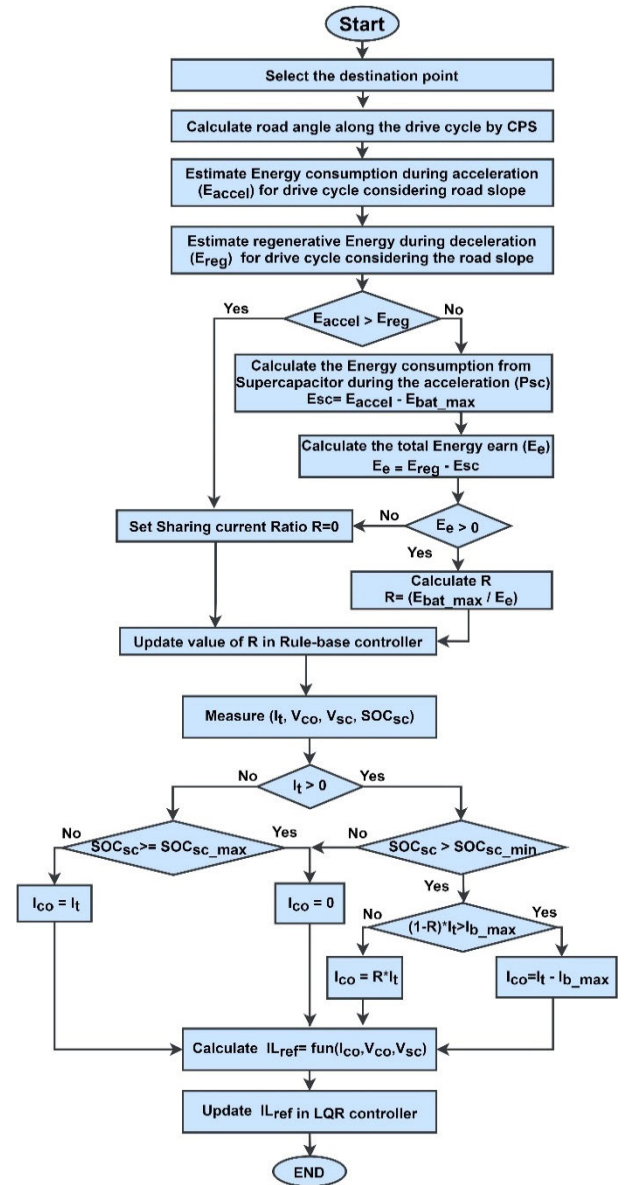 Start
Select the destination point
Calculate road angle along the drive cycle by CPS
Estimate Energy consumption during acceleration
(Eaccel) for drive cycle considering road slope
Estimate regenerative Energy during deceleration
(Ereg) for drive cycle considering the road slope
Yes
No
Eaccel > Ereg
Calculate the Energy consumption from
Supercapacitor during the acceleration (Psc)
Esc= Eaccel - Ebat_max
Calculate the total Energy earn (Ee)
Ee = Ereg - Esc
Set Sharing current Ratio R=0
No
Ee > 0
Yes
Calculate R
R= (Ebat_max / Ee)
Update value of R in Rule-base controller
Measure (It, Vco, Vsc, SOCsc)
No
It > 0
Yes
No
SOCsc>= SOCsc_max
Yes
No
SOCsc > SOCsc_min
Yes
Ico = It
Ico = 0
No
(1-R)*It>Ib_max
Yes
Ico = R*It
Ico=It - Ib_max
Calculate ILref= fun(Ico,Vco,Vsc)
Update ILref in LQR controller
END